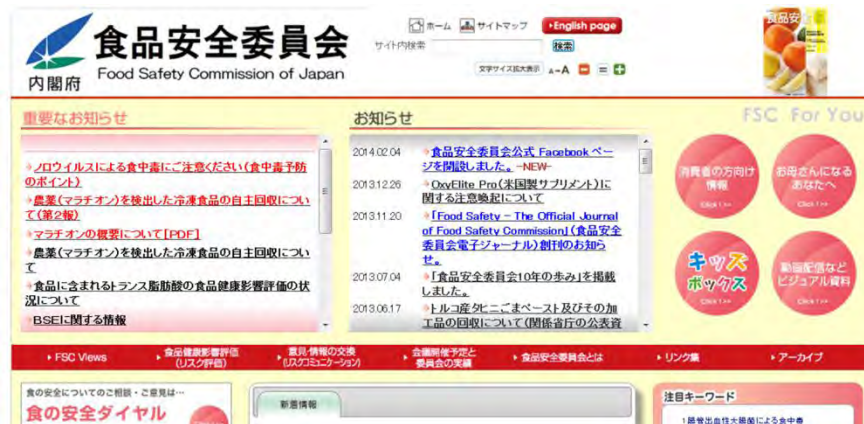 ホーム サイトマップ English page
食品安全委員会
内閣府 Food Safety Commission of Japan
サイト内検索 検索
文字サイズ拡大表示 A→A
食品安
重要なお知らせ
ノロウイルスによる食中毒にご注意ください(食中毒予防
のポイント)
農薬(マラチオン)を検出した冷凍食品の自主回収につい
て(第2報)
マラチオンの概要について[PDF]
農薬(マラチオン)を検出した冷凍食品の自主回収につい
て
食品に含まれるトランス脂肪酸の食品健康影響評価の状
況について
BSEに関する情報
お知らせ
2014.02.04 食品安全委員会公式 Facebook ペー
ジを開設しました。-NEW-
2013.12.26 OxyElite Pro(米国製サプリメント)に
関する注意喚起について
2013.11.20 「Food Safety - The Official Journal
of Food Safety Commission」(食品安全
委員会電子ジャーナル)創刊のお知ら
せ。
2013.07.04 「食品安全委員会10年の歩み」を掲載
しました。
2013.06.17 トルコ産タヒニごまペースト及びその加
工品の回収について(関係省庁の公表資
FSC For You
消費者の方向け
情報
Click !>>
お母さんになる
あなたへ
Click !>>
キッズ
ボックス
Click !>>
動画配信など
ビジュアル資料
Click !>>
FSC Views
食品健康影響評価
(リスク評価)
意見・情報の交換
(リスクコミュニケーション)
会議開催予定と
委員会の実績
食品安全委員会とは
リンク集
アーカイブ
食の安全についてのご相談・ご意見は…
食の安全ダイヤル
新着情報
注目キーワード
1 腸管出血性大腸菌による食中毒